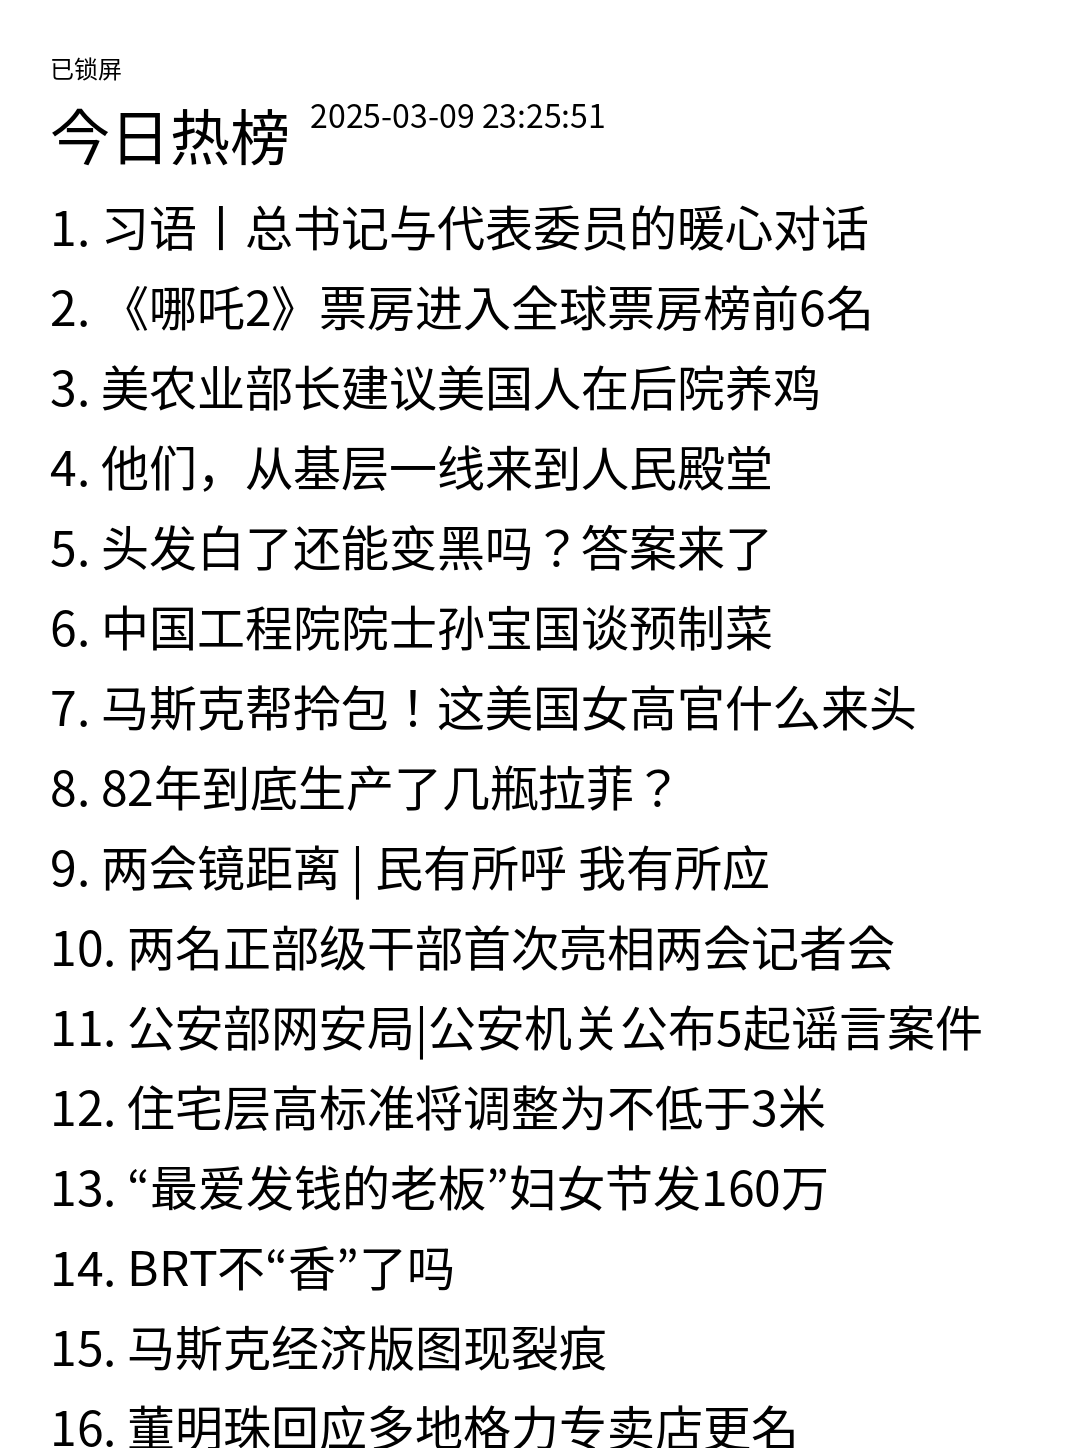 已锁屏
今日热榜 2025-03-09 23:25:51
1. 习语丨总书记与代表委员的暖心对话
2. 《哪吒2》票房进入全球票房榜前6名
3. 美农业部长建议美国人在后院养鸡
4. 他们，从基层一线来到人民殿堂
5. 头发白了还能变黑吗？答案来了
6. 中国工程院院士孙宝国谈预制菜
7. 马斯克帮拎包！这美国女高官什么来头
8. 82年到底生产了几瓶拉菲？
9. 两会镜距离 | 民有所呼 我有所应
10. 两名正部级干部首次亮相两会记者会
11. 公安部网安局|公安机关公布5起谣言案件
12. 住宅层高标准将调整为不低于3米
13. “最爱发钱的老板”妇女节发160万
14. BRT不“香”了吗
15. 马斯克经济版图现裂痕
16. 董明珠回应多地格力专卖店更名